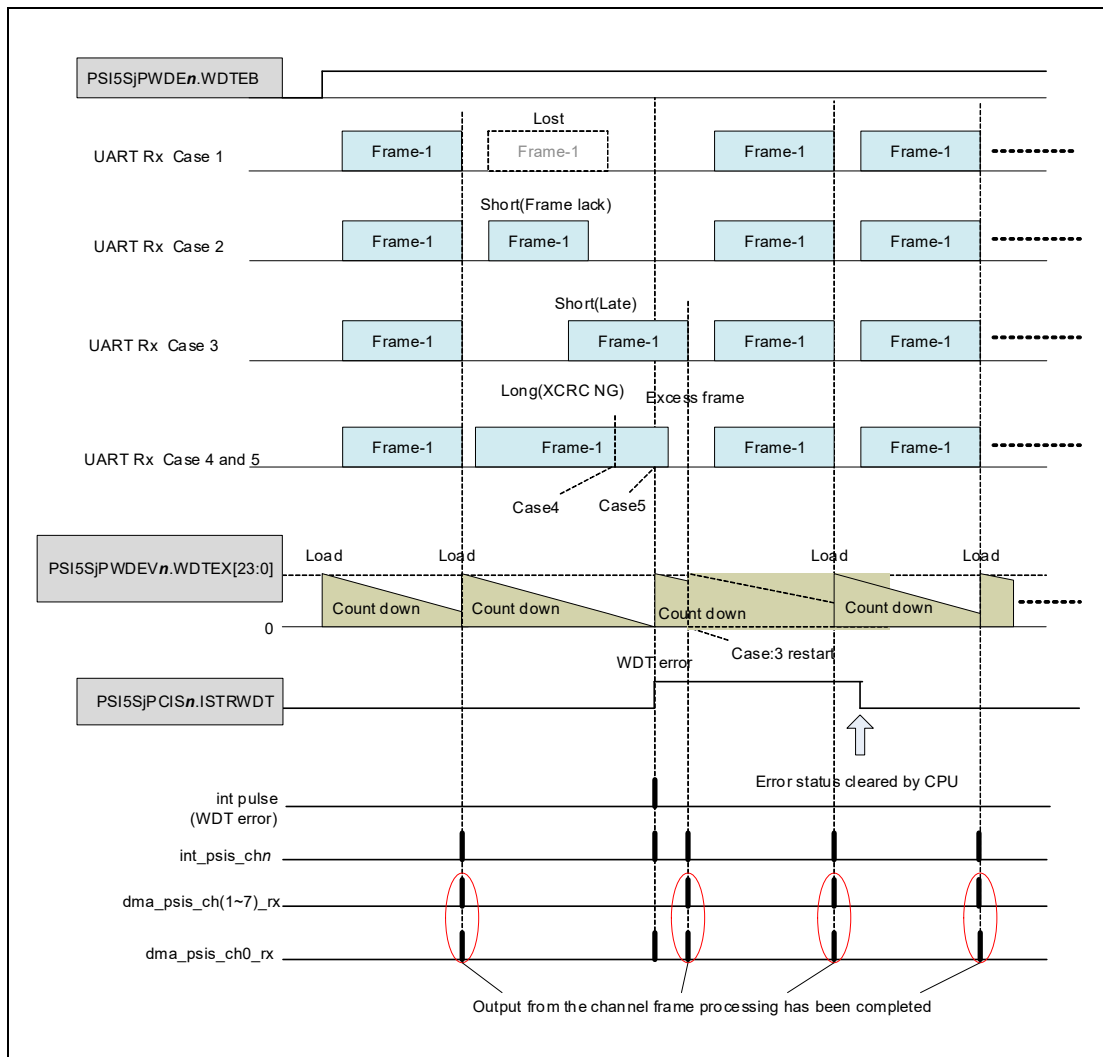 PSI5SjPWDEn.WDTEB
Lost
UART Rx Case 1
Frame-1
Frame-1
Frame-1
Frame-1
Short(Frame lack)
UART Rx Case 2
Frame-1
Frame-1
Frame-1
Frame-1
Short(Late)
UART Rx Case 3
Frame-1
Frame-1
Frame-1
Frame-1
Long(XCRC NG)
Excess frame
UART Rx Case 4 and 5
Frame-1
Frame-1
Frame-1
Frame-1
Case4
Case5
PSI5SjPWDEVn.WDTEX[23:0]
Load
Load
Load
Load
Count down
Count down
Count down
Count down
0
WDT error
Case:3 restart
PSI5SjPCISn.ISTRWDT
Error status cleared by CPU
int pulse
(WDT error)
int_psis_chn
dma_psis_ch(1~7)_rx
dma_psis_ch0_rx
Output from the channel frame processing has been completed